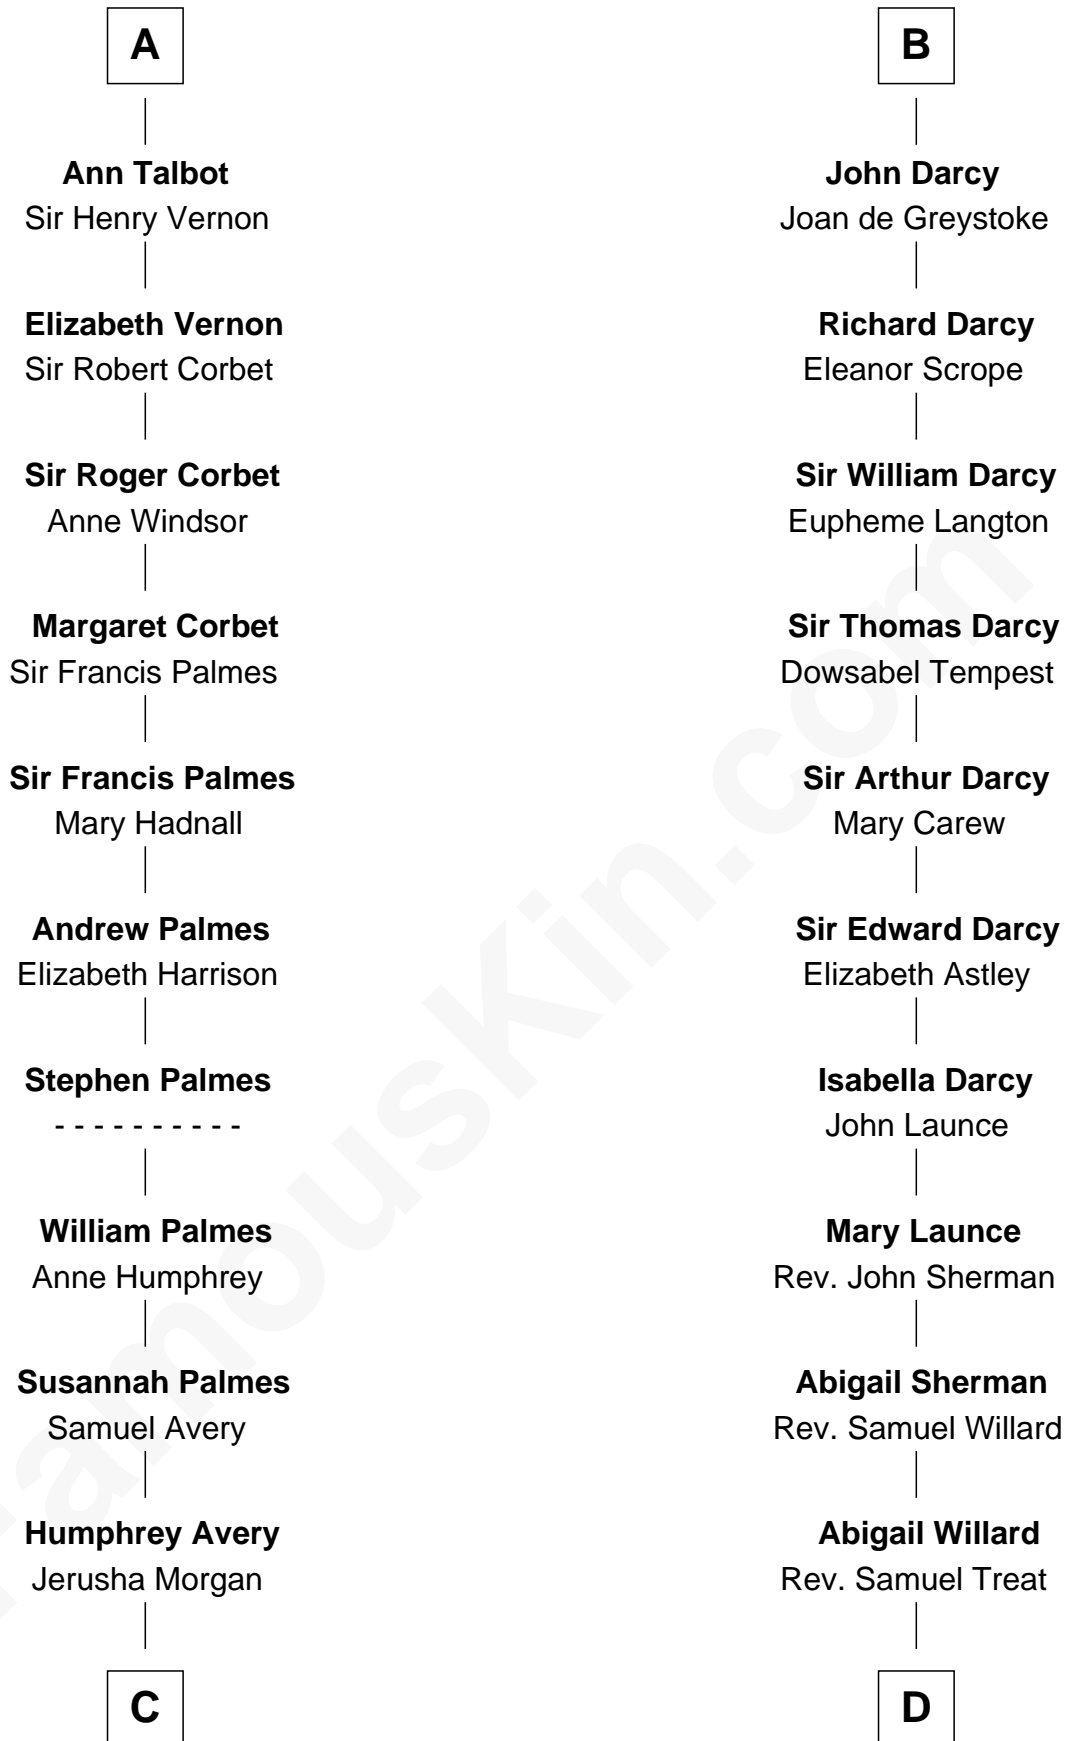 A
Ann Talbot
Sir Henry Vernon
Elizabeth Vernon
Sir Robert Corbet
Sir Roger Corbet
Anne Windsor
Margaret Corbet
Sir Francis Palmes
Sir Francis Palmes
Mary Hadnall
Andrew Palmes
Elizabeth Harrison
Stephen Palmes
- - - - - - - - - -
William Palmes
Anne Humphrey
Susannah Palmes
Samuel Avery
Humphrey Avery
Jerusha Morgan
C
B
John Darcy
Joan de Greystoke
Richard Darcy
Eleanor Scrope
Sir William Darcy
Eupheme Langton
Sir Thomas Darcy
Dowsabel Tempest
Sir Arthur Darcy
Mary Carew
Sir Edward Darcy
Elizabeth Astley
Isabella Darcy
John Launce
Mary Launce
Rev. John Sherman
Abigail Sherman
Rev. Samuel Willard
Abigail Willard
Rev. Samuel Treat
D
FamousKin.com